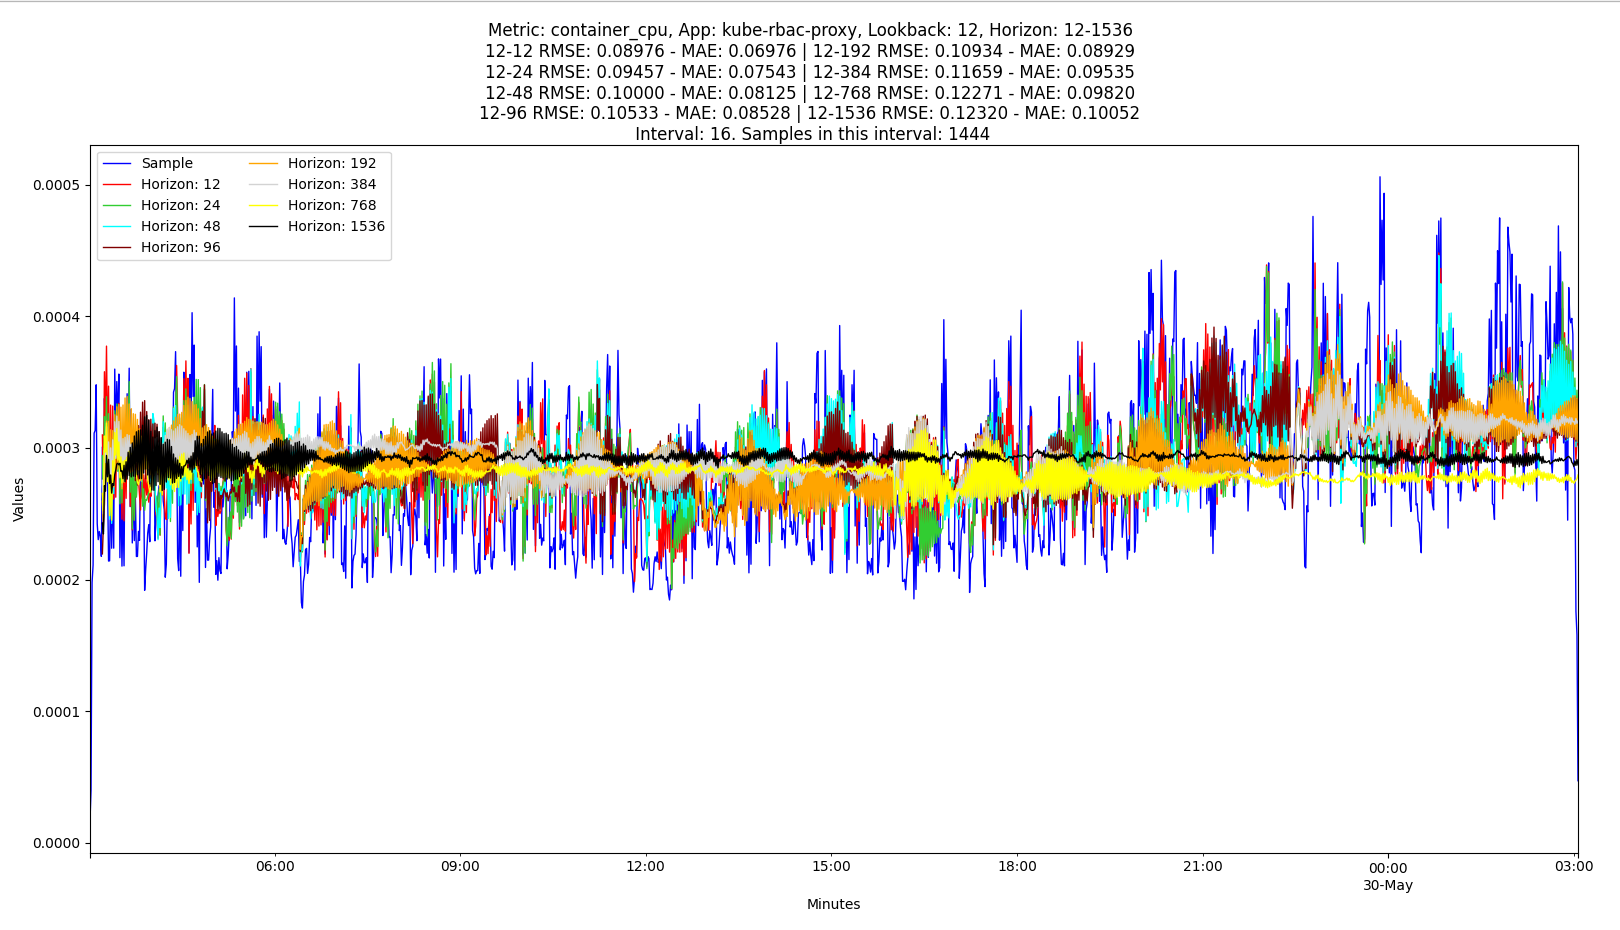 Metric: container_cpu, App: kube-rbac-proxy, Lookback: 12, Horizon: 12-1536
12-12 RMSE: 0.08976 - MAE: 0.06976 | 12-192 RMSE: 0.10934 - MAE: 0.08929
12-24 RMSE: 0.09457 - MAE: 0.07543 | 12-384 RMSE: 0.11659 - MAE: 0.09535
12-48 RMSE: 0.10000 - MAE: 0.08125 | 12-768 RMSE: 0.12271 - MAE: 0.09820
12-96 RMSE: 0.10533 - MAE: 0.08528 | 12-1536 RMSE: 0.12320 - MAE: 0.10052
Interval: 16. Samples in this interval: 1444
Sample
Horizon: 12
Horizon: 24
Horizon: 48
Horizon: 96
Horizon: 192
Horizon: 384
Horizon: 768
Horizon: 1536
Values
0.0005
0.0004
0.0003
0.0002
0.0001
0.0000
06:00
09:00
12:00
15:00
18:00
21:00
00:00
30-May
03:00
Minutes